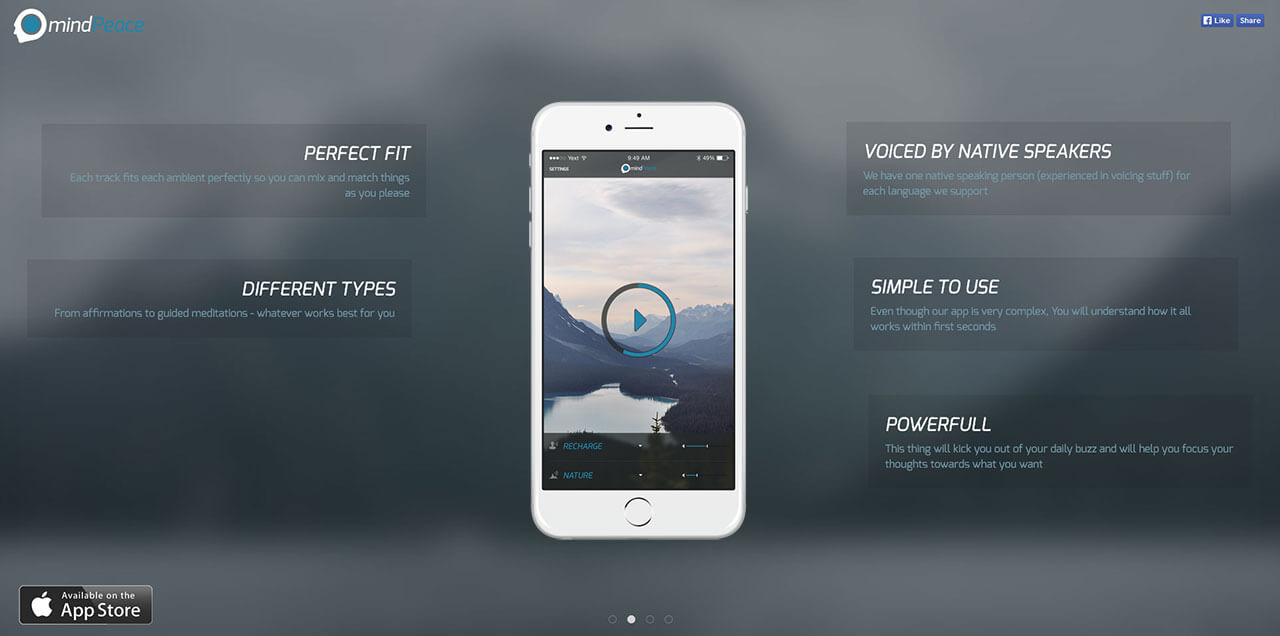 mindPeace
Like Share
PERFECT FIT
Each track fits each ambient perfectly so you can mix and match things
as you please
DIFFERENT TYPES
From affirmations to guided meditations - whatever works best for you
Yext
9:49 AM
49%
SETTINGS
mindPeace
RECHARGE
NATURE
VOICED BY NATIVE SPEAKERS
We have one native speaking person (experienced in voicing stuff) for
each language we support
SIMPLE TO USE
Even though our app is very complex, You will understand how it all
works within first seconds
POWERFULL
This thing will kick you out of your daily buzz and will help you focus your
thoughts towards what you want
Available on the
App Store